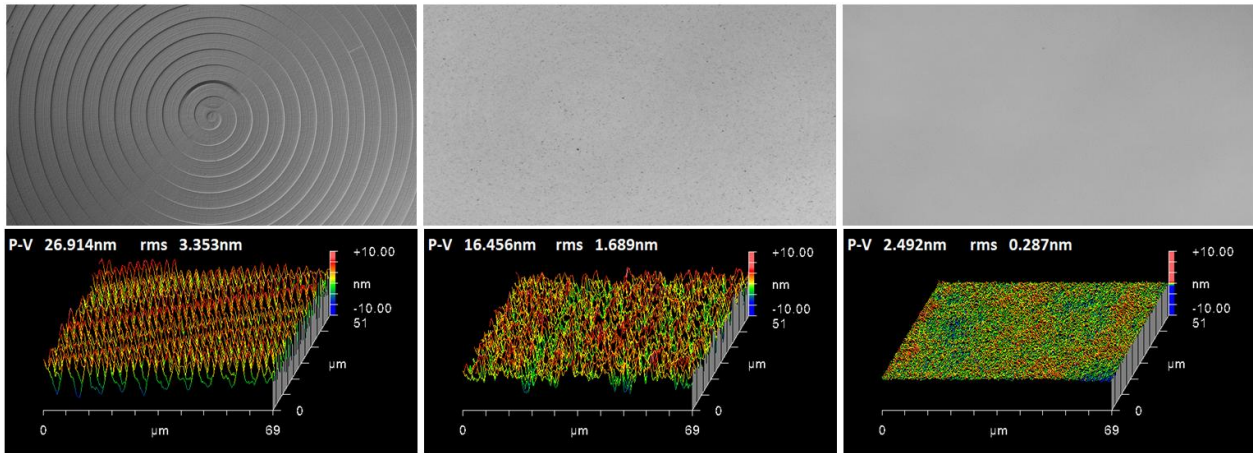 P-V 26.914nm rms 3.353nm
+10.00
nm
-10.00
51
µm
0
0 µm 69
P-V 16.456nm rms 1.689nm
+10.00
nm
-10.00
51
µm
0
0 µm 69
P-V 2.492nm rms 0.287nm
+10.00
nm
-10.00
51
µm
0
0 µm 69